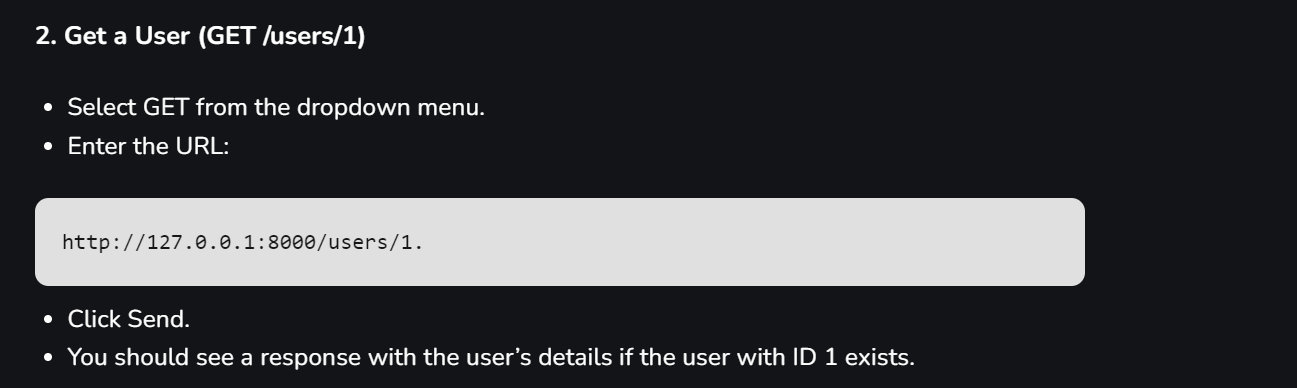 2. Get a User (GET /users/1)
• Select GET from the dropdown menu.
• Enter the URL:
http://127.0.0.1:8000/users/1.
• Click Send.
• You should see a response with the user’s details if the user with ID 1 exists.